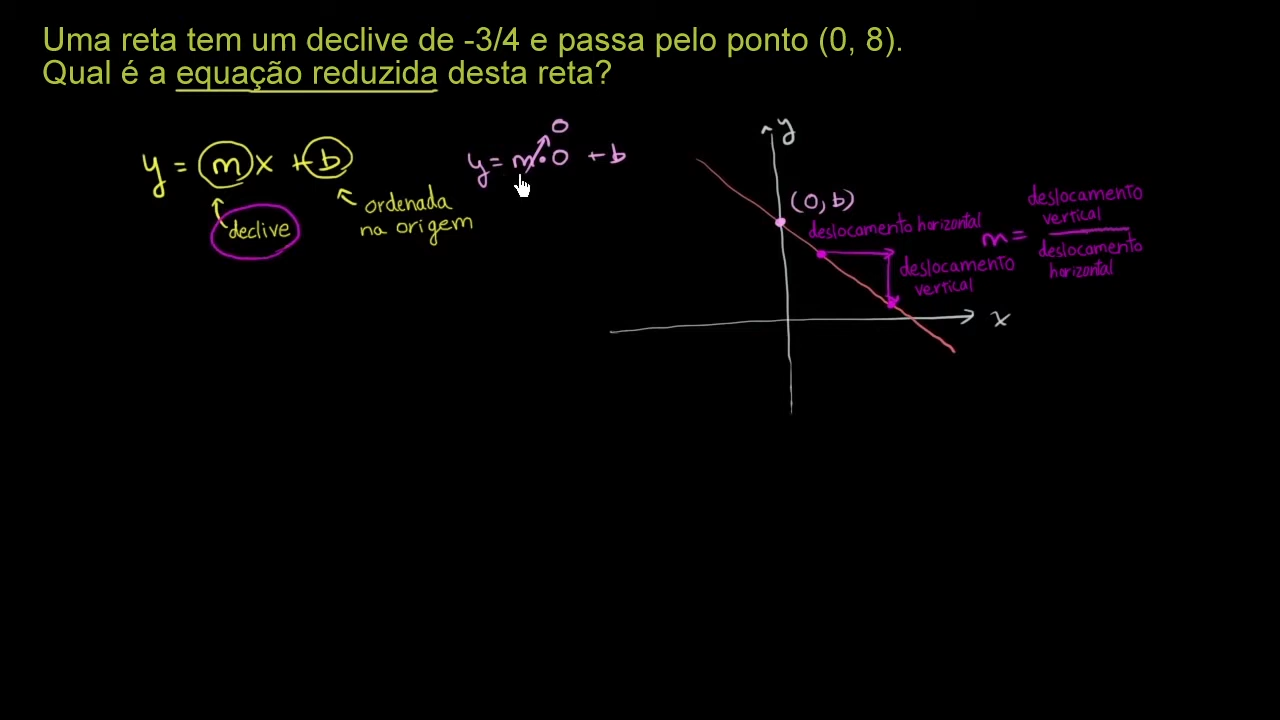 Uma reta tem um declive de -3/4 e passa pelo ponto (0, 8).
Qual é a equação reduzida desta reta?
y = mx + b
declive
ordenada
na origem
0
y = m·0 + b
y
(0, b)
deslocamento horizontal
deslocamento
vertical
x
m = deslocamento
vertical
deslocamento
horizontal